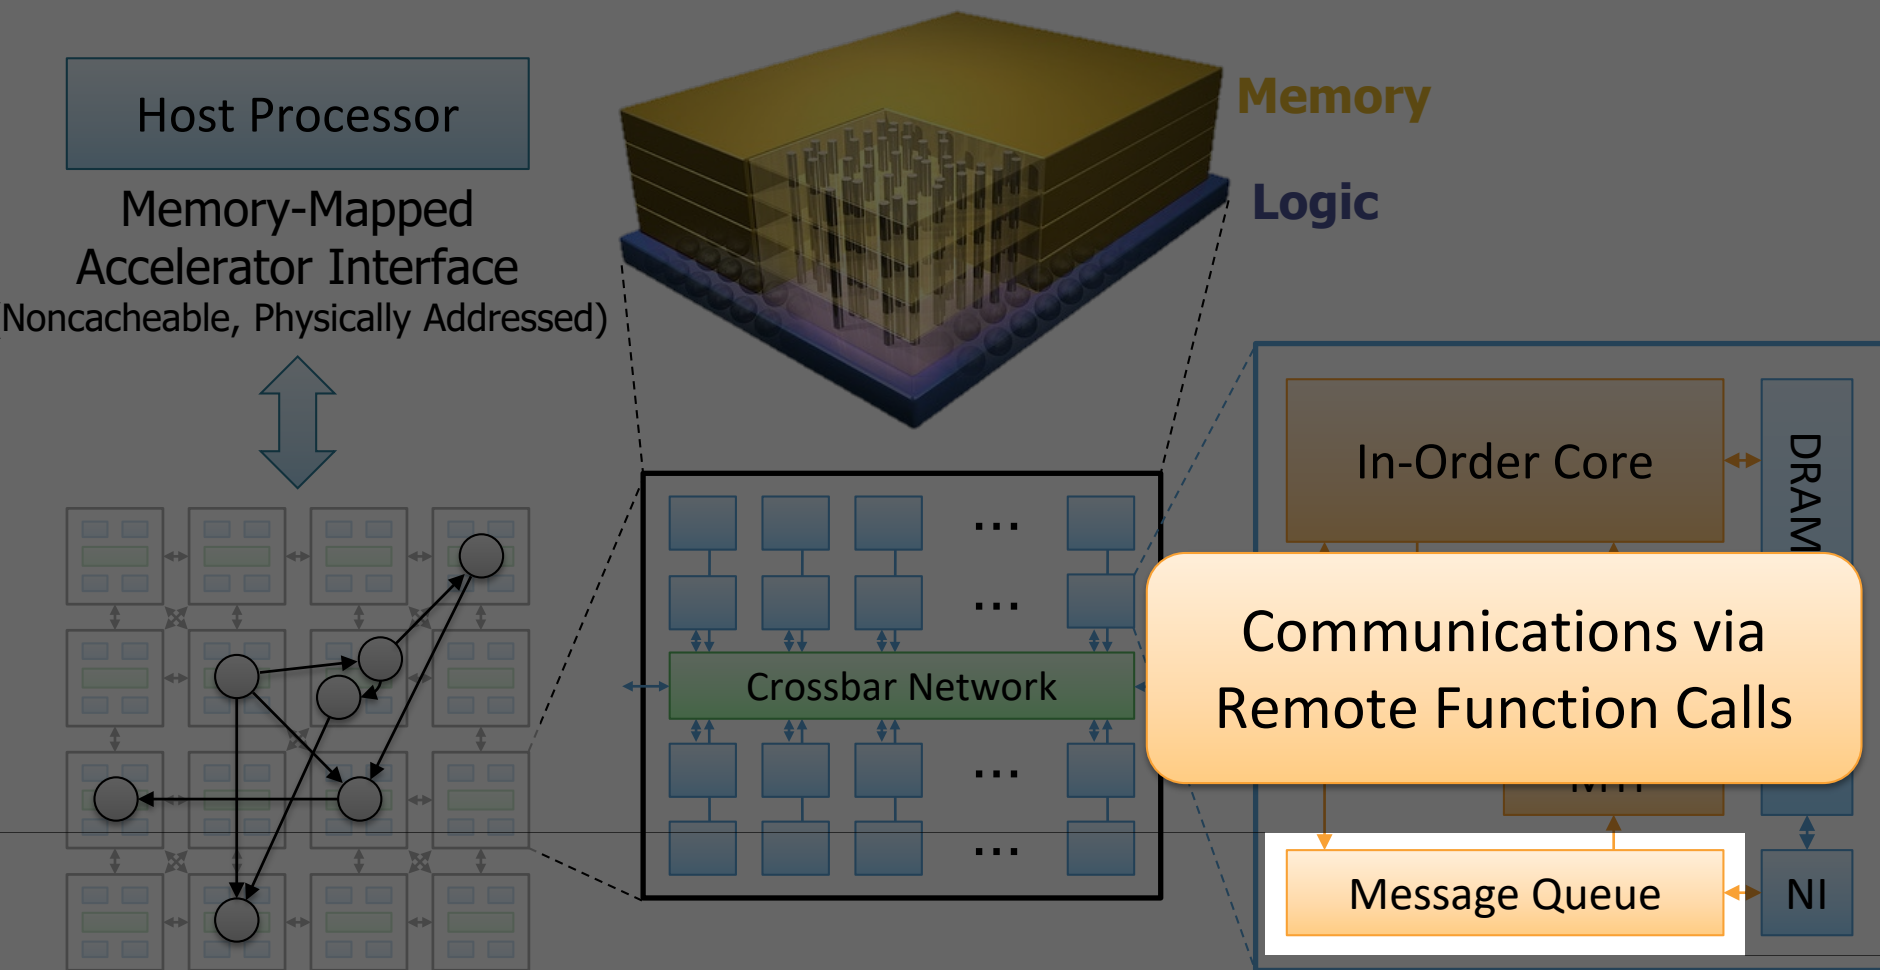 Host Processor
Memory-Mapped
Accelerator Interface
(Noncacheable, Physically Addressed)
Memory
Logic
...
...
Crossbar Network
...
...
In-Order Core
DRAM
Communications via
Remote Function Calls
Message Queue
NI